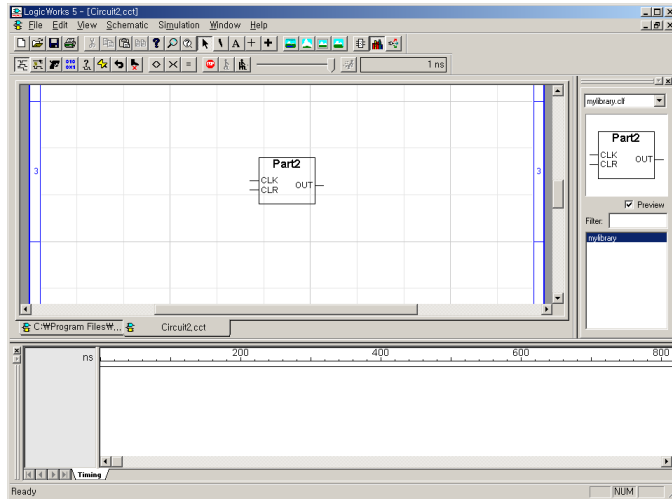 LogicWorks 5 - [Circuit2.cct]
File Edit View Schematic Simulation Window Help
1 ns
3
Part2
CLK
CLR
OUT
3
mylibrary.clf
Part2
CLK
CLR
OUT
Preview
Filter:
mylibrary
C:₩Program Files₩...
Circuit2.cct
ns
200
400
600
800
Timing
Ready
NUM